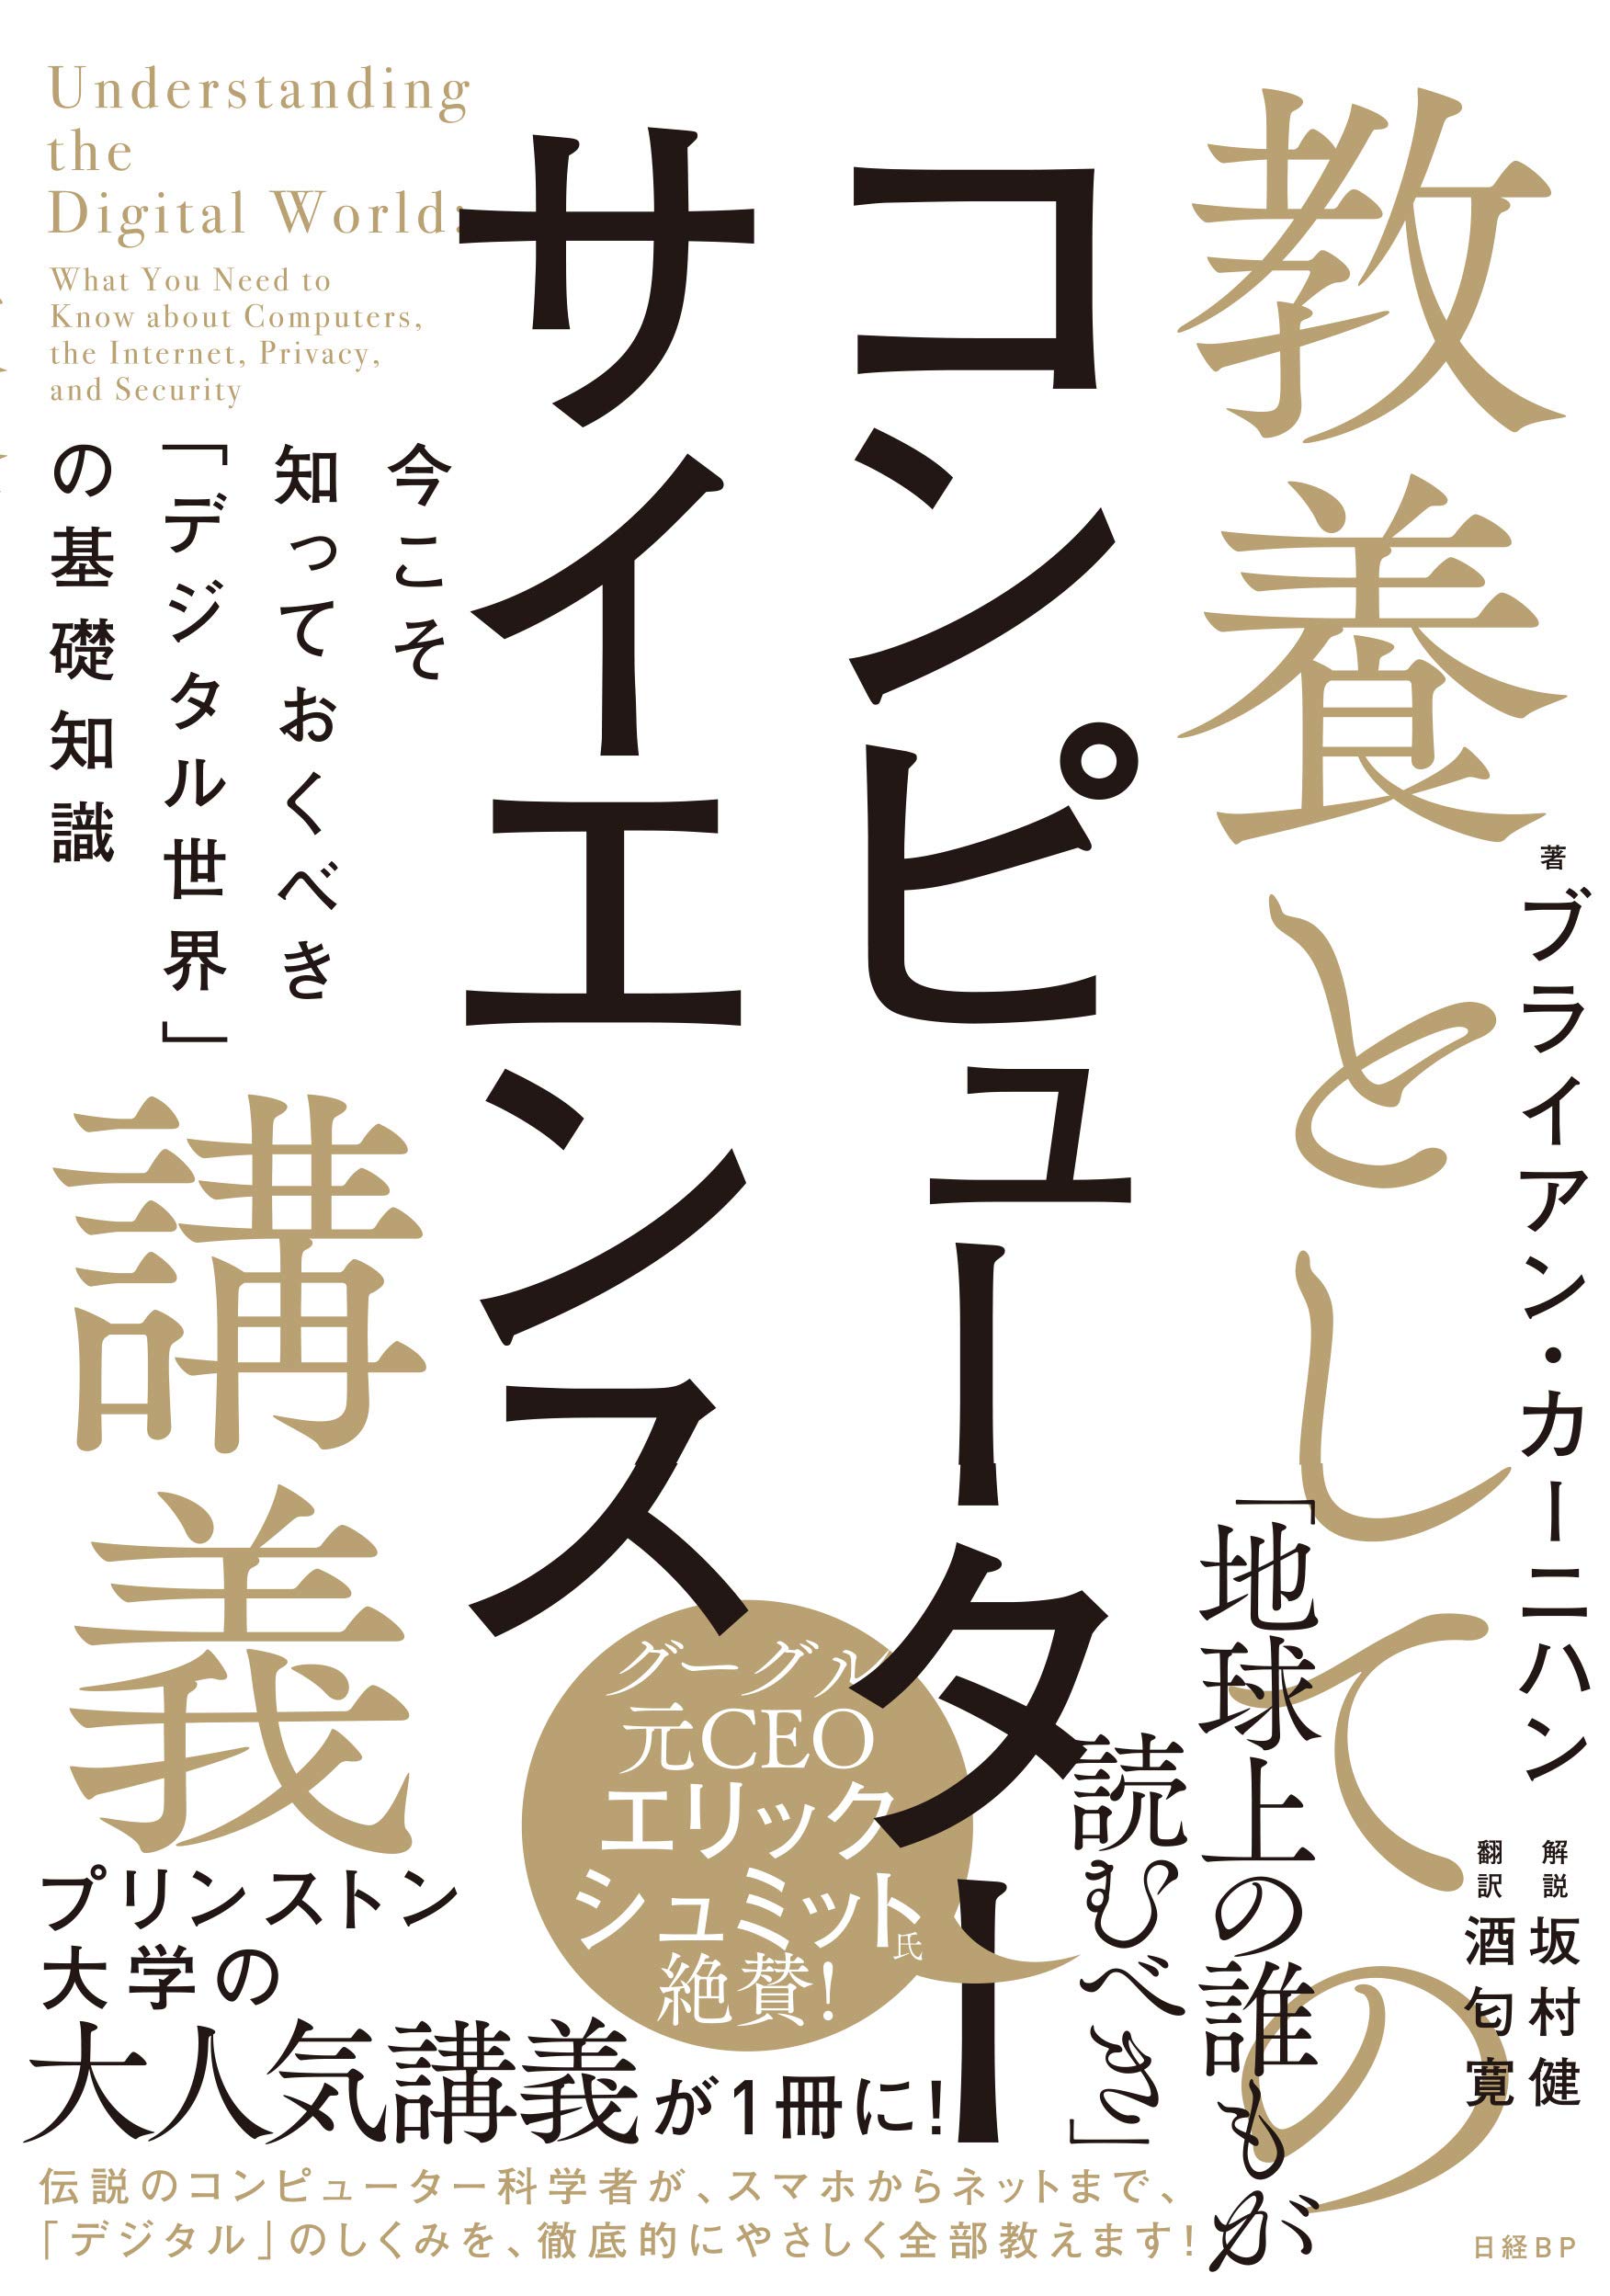 教養としての
コンピューター
サイエンス
講義
Understanding
the
Digital World:
What You Need to
Know about Computers,
the Internet, Privacy,
and Security
今こそ
知っておくべき
「デジタル世界」
の基礎知識
著 ブライアン・カーニハン
解説 坂村健
翻訳 酒匂寛
「地球上の誰もが
読むべき」
グーグル
元CEO
エリック
シュミット氏
絶賛!
プリンストン
大学の
大人気講義が1冊に!
伝説のコンピューター科学者が、スマホからネットまで、
「デジタル」のしくみを、徹底的にやさしく全部教えます!
日経BP